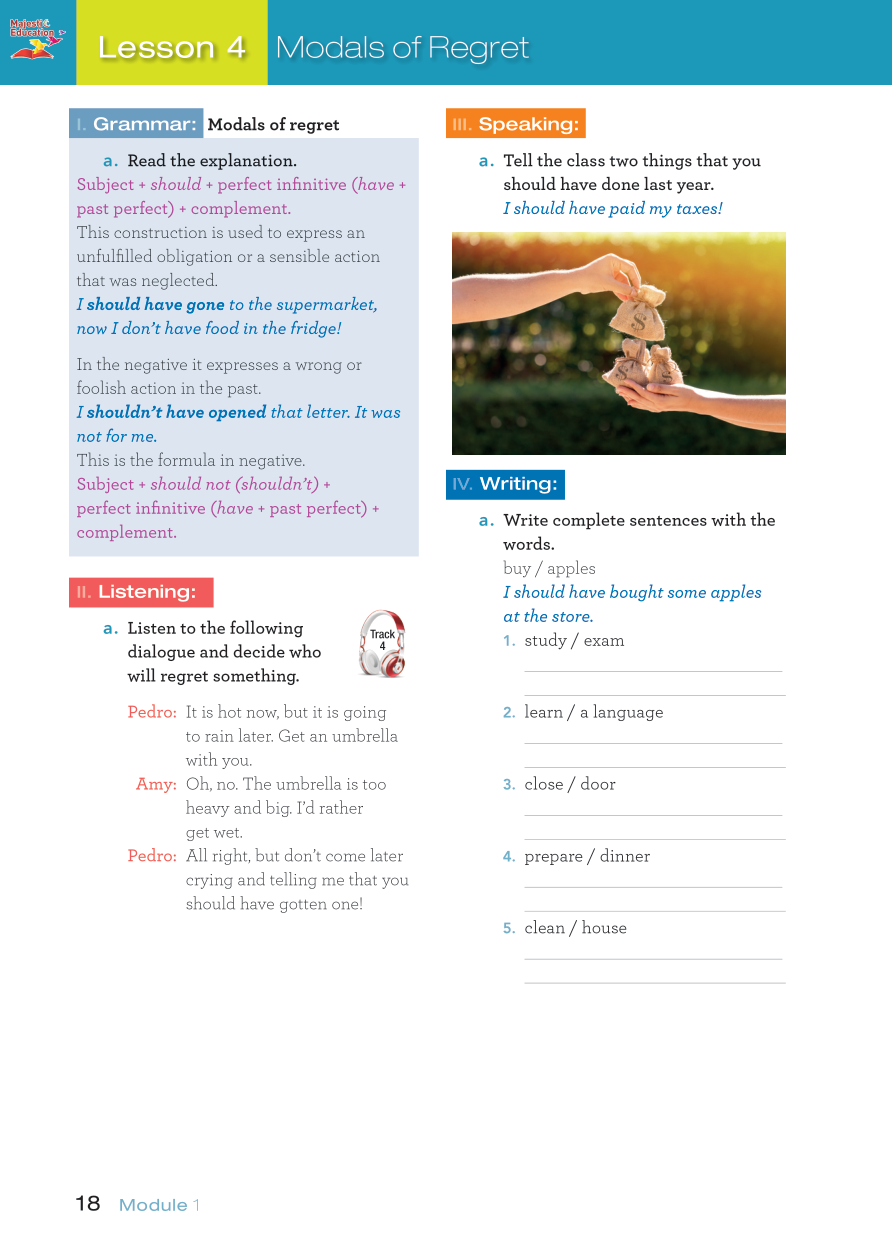 Majestic
Education
Lesson 4
Modals of Regret
I. Grammar: Modals of regret
a. Read the explanation.
Subject + should + perfect infinitive (have +
past perfect) + complement.
This construction is used to express an
unfulfilled obligation or a sensible action
that was neglected.
I should have gone to the supermarket,
now I don't have food in the fridge!
In the negative it expresses a wrong or
foolish action in the past.
I shouldn't have opened that letter. It was
not for me.
This is the formula in negative.
Subject + should not (shouldn't) +
perfect infinitive (have + past perfect) +
complement.
II. Listening:
a. Listen to the following
dialogue and decide who
will regret something.
Track
4
Pedro: It is hot now, but it is going
to rain later. Get an umbrella
with you.
Amy: Oh, no. The umbrella is too
heavy and big. I'd rather
get wet.
Pedro: All right, but don't come later
crying and telling me that you
should have gotten one!
III. Speaking:
a. Tell the class two things that you
should have done last year.
I should have paid my taxes!
$
$
IV. Writing:
a. Write complete sentences with the
words.
buy / apples
I should have bought some apples
at the store.
1. study / exam
2. learn / a language
3. close / door
4. prepare / dinner
5. clean / house
18 Module 1